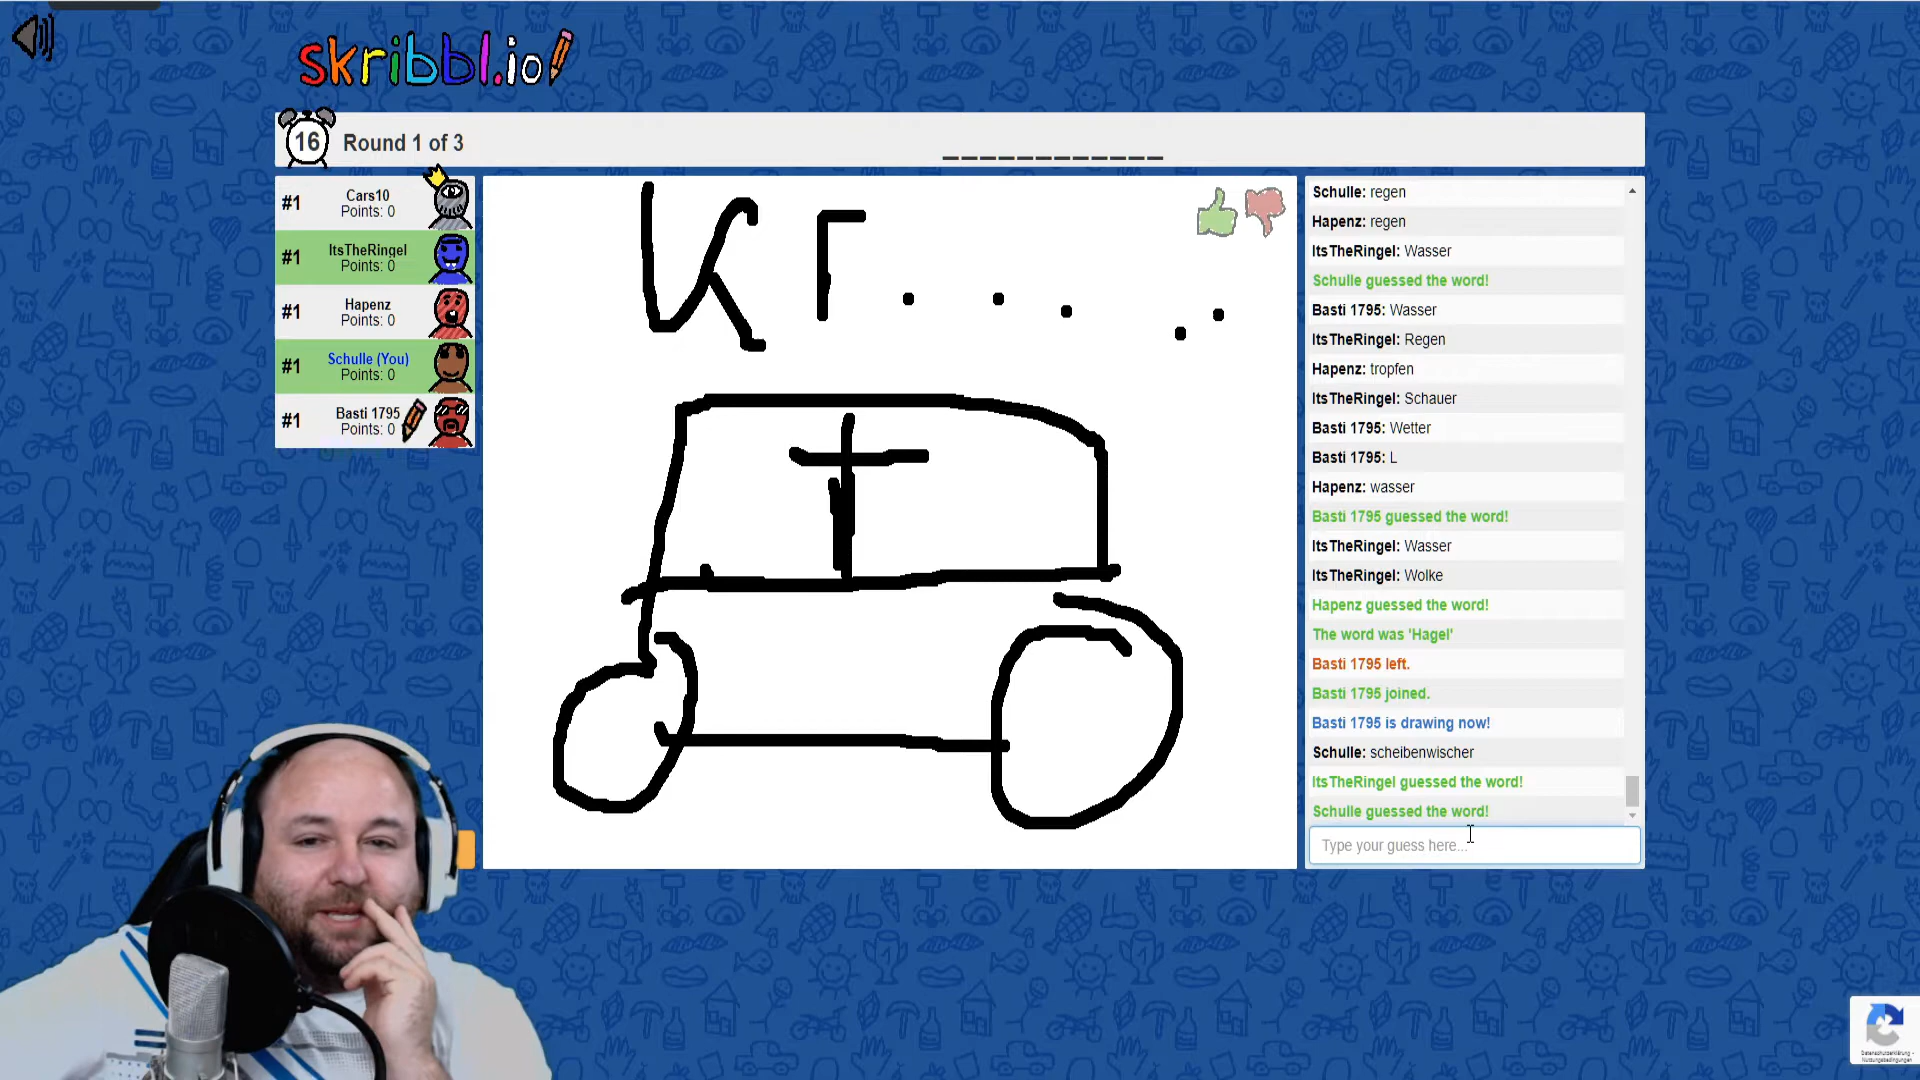 skribbl.io
16
Round 1 of 3
____________
#1
Cars10
Points: 0
#1
ItsTheRingel
Points: 0
#1
Hapenz
Points: 0
#1
Schulle (You)
Points: 0
#1
Basti 1795
Points: 0
Kr.....
Schulle: regen
Hapenz: regen
ItsTheRingel: Wasser
Schulle guessed the word!
Basti 1795: Wasser
ItsTheRingel: Regen
Hapenz: tropfen
ItsTheRingel: Schauer
Basti 1795: Wetter
Basti 1795: L
Hapenz: wasser
Basti 1795 guessed the word!
ItsTheRingel: Wasser
ItsTheRingel: Wolke
Hapenz guessed the word!
The word was 'Hagel'
Basti 1795 left.
Basti 1795 joined.
Basti 1795 is drawing now!
Schulle: scheibenwischer
ItsTheRingel guessed the word!
Schulle guessed the word!
Type your guess here...
Datenschutzerklärung -
Nutzungsbedingungen